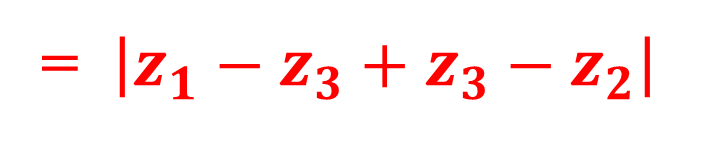 = |z₁ − z₃ + z₃ − z₂|